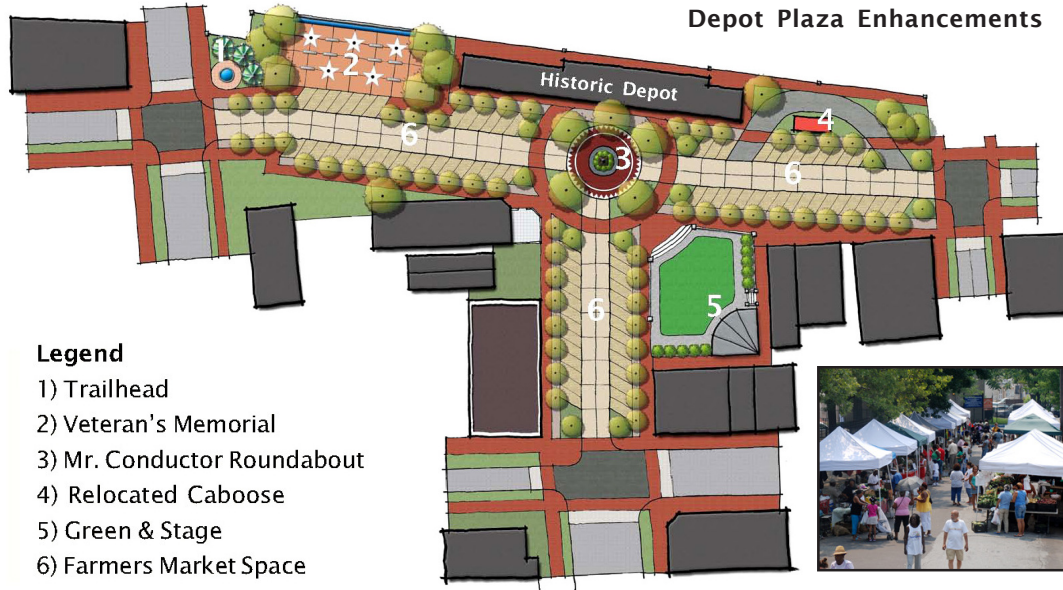 Depot Plaza Enhancements
1
2
Historic Depot
4
6
3
6
6
5
Legend
1) Trailhead
2) Veteran's Memorial
3) Mr. Conductor Roundabout
4) Relocated Caboose
5) Green & Stage
6) Farmers Market Space